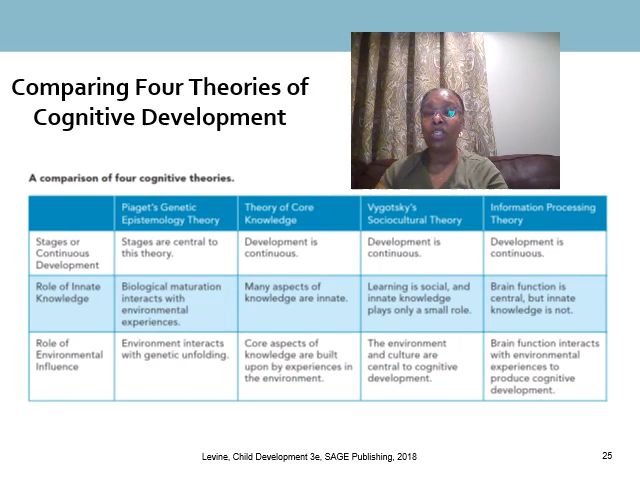 Comparing Four Theories of
Cognitive Development
A comparison of four cognitive theories.
Piaget's Genetic
Epistemology Theory
Theory of Core
Knowledge
Vygotsky's
Sociocultural Theory
Information Processing
Theory
Stages or
Continuous
Development
Stages are central to
this theory.
Development is
continuous.
Development is
continuous.
Development is
continuous.
Role of Innate
Knowledge
Biological maturation
interacts with
environmental
experiences.
Many aspects of
knowledge are innate.
Learning is social, and
innate knowledge
plays only a small role.
Brain function is
central, but innate
knowledge is not.
Role of
Environmental
Influence
Environment interacts
with genetic unfolding.
Core aspects of
knowledge are built
upon by experiences in
the environment.
The environment
and culture are
central to cognitive
development.
Brain function interacts
with environmental
experiences to
produce cognitive
development.
Levine, Child Development 3e, SAGE Publishing, 2018
25